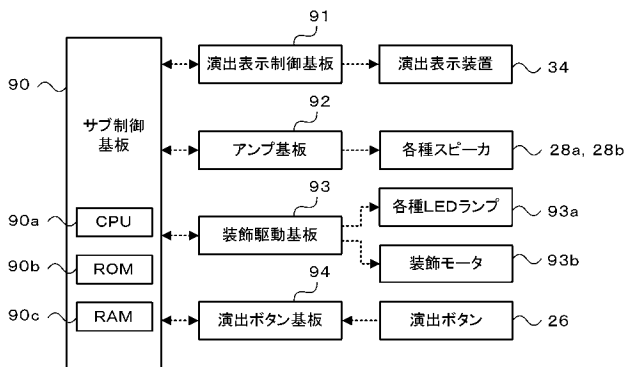 91
90
演出表示制御基板
演出表示装置
34
92
サブ制御
基板
アンプ基板
各種スピーカ
28a, 28b
93
各種LEDランプ
93a
90a
CPU
装飾駆動基板
90b
ROM
装飾モータ
93b
94
90c
RAM
演出ボタン基板
演出ボタン
26